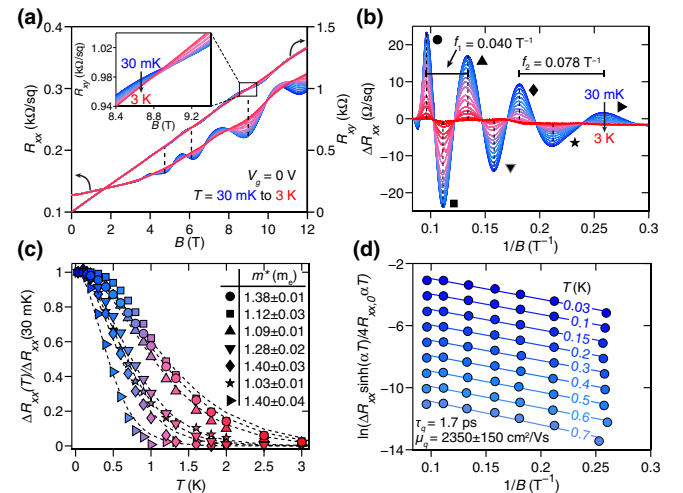 (a)
R_xx (kΩ/sq)
0.4
0.3
0.2
0.1
0 2 4 6 8 10 12
B (T)
R_xy (kΩ)
1.5
1
0.5
0
R_xy (kΩ/sq)
1.02
0.98
0.94
8.4 8.8 9.2
B (T)
30 mK
3 K
V_g = 0 V
T = 30 mK to 3 K
(b)
ΔR_xx (Ω/sq)
20
10
0
-10
-20
0.1 0.15 0.2 0.25 0.3
1/B (T⁻¹)
f₁ = 0.040 T⁻¹
f₂ = 0.078 T⁻¹
30 mK
3 K
(c)
ΔR_xx(T)/ΔR_xx(30 mK)
1
0.8
0.6
0.4
0.2
0
0 0.5 1.0 1.5 2.0 2.5 3.0
T (K)
m* (m_e)
1.38±0.01
1.12±0.03
1.09±0.01
1.28±0.02
1.40±0.03
1.03±0.01
1.40±0.04
(d)
ln(ΔR_xx sinh(αT)/4R_xx,0 αT)
−2
−6
−10
−14
0.1 0.15 0.2 0.25
1/B (T⁻¹)
T (K)
0.03
0.1
0.15
0.2
0.3
0.4
0.5
0.6
0.7
τ_q = 1.7 ps
μ_q = 2350±150 cm²/Vs